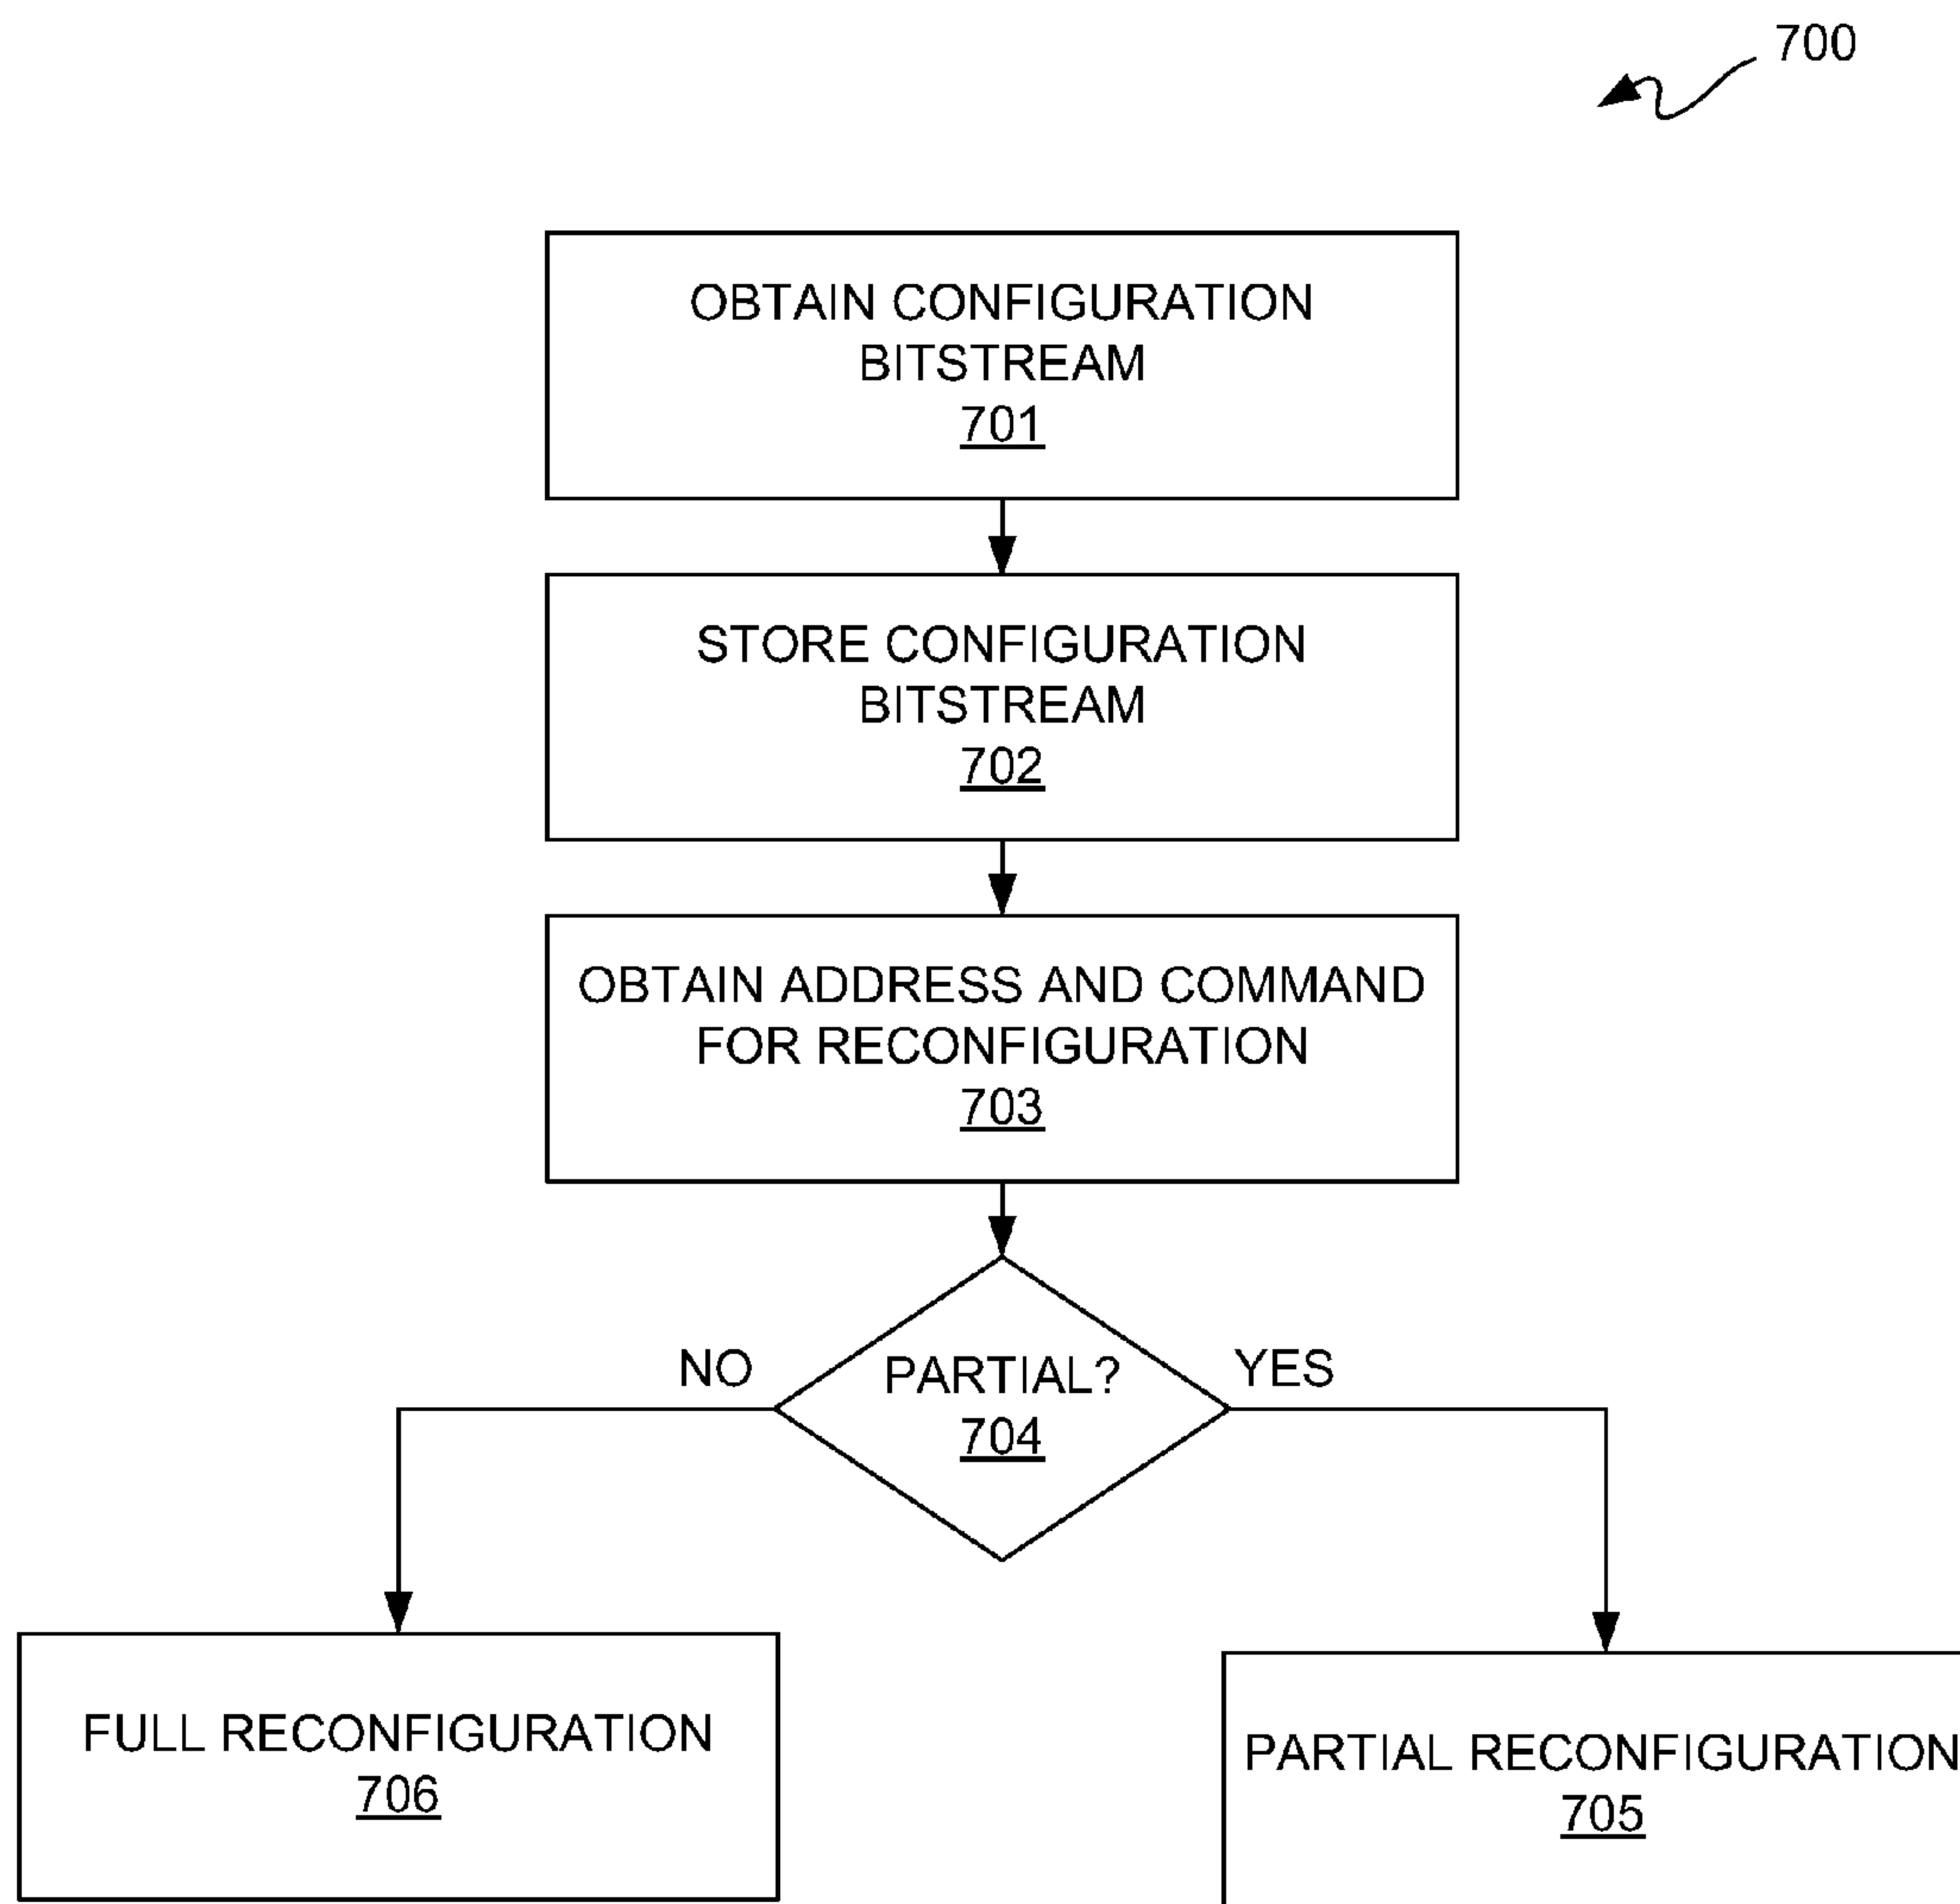 700
OBTAIN CONFIGURATION
BITSTREAM
701
STORE CONFIGURATION
BITSTREAM
702
OBTAIN ADDRESS AND COMMAND
FOR RECONFIGURATION
703
NO
PARTIAL?
YES
704
FULL RECONFIGURATION
706
PARTIAL RECONFIGURATION
705